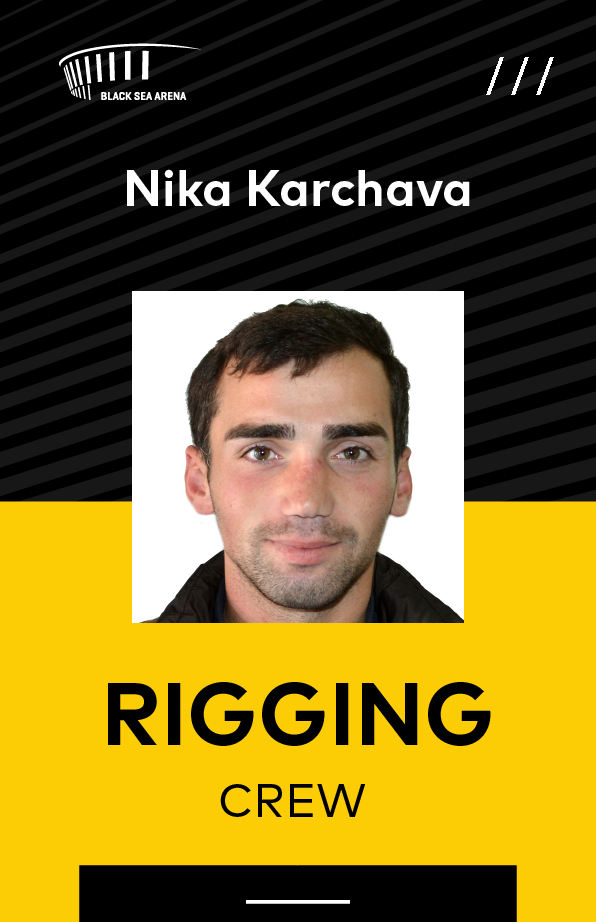 BLACK SEA ARENA
///
Nika Karchava
RIGGING
CREW